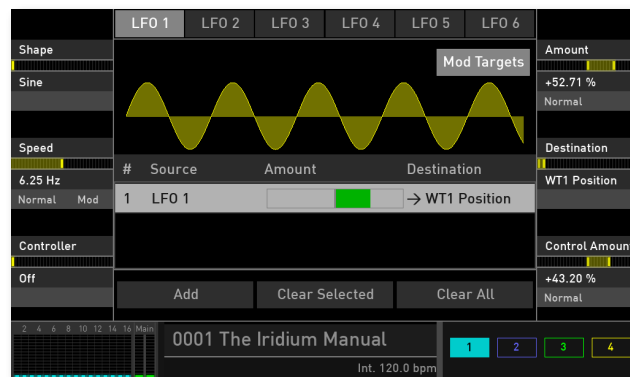 LFO 1 LFO 2 LFO 3 LFO 4 LFO 5 LFO 6
Shape
Sine
Speed
6.25 Hz
Normal Mod
Controller
Off
Mod Targets
# Source Amount Destination
1 LFO 1 → WT1 Position
Add Clear Selected Clear All
Amount
+52.71 %
Normal
Destination
WT1 Position
Control Amoun
+43.20 %
Normal
2 4 6 8 10 12 14 16 Main
0001 The Iridium Manual
Int. 120.0 bpm
1 2 3 4